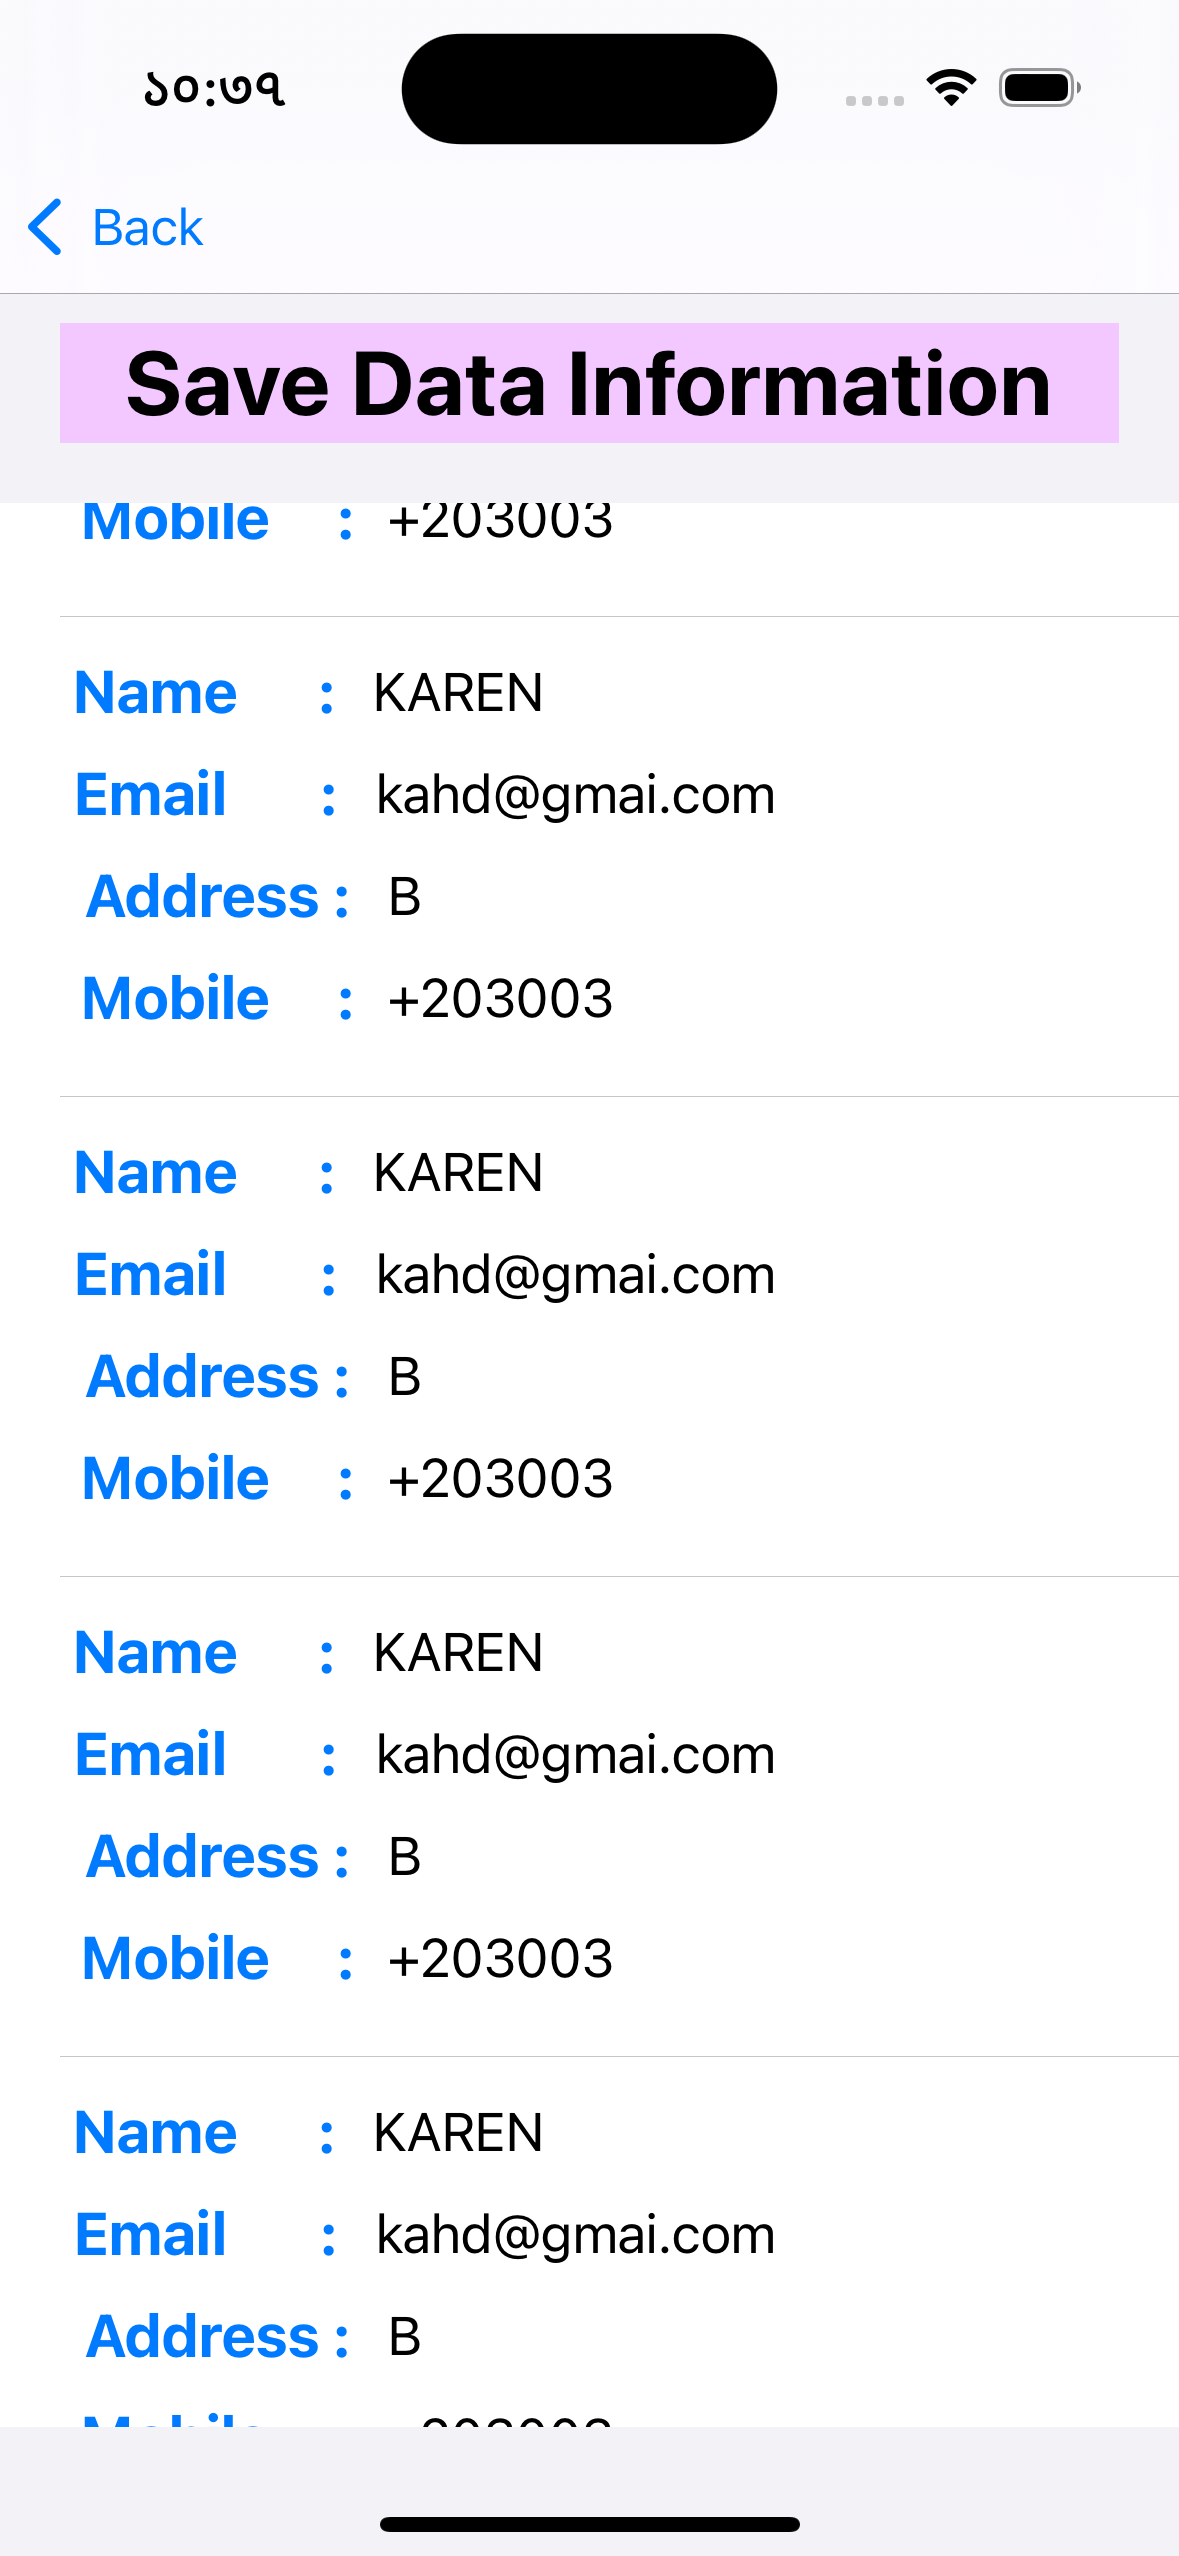 ১০:৩৭
Back
Save Data Information
Mobile : +203003
Name : KAREN
Email : kahd@gmai.com
Address : B
Mobile : +203003
Name : KAREN
Email : kahd@gmai.com
Address : B
Mobile : +203003
Name : KAREN
Email : kahd@gmai.com
Address : B
Mobile : +203003
Name : KAREN
Email : kahd@gmai.com
Address : B